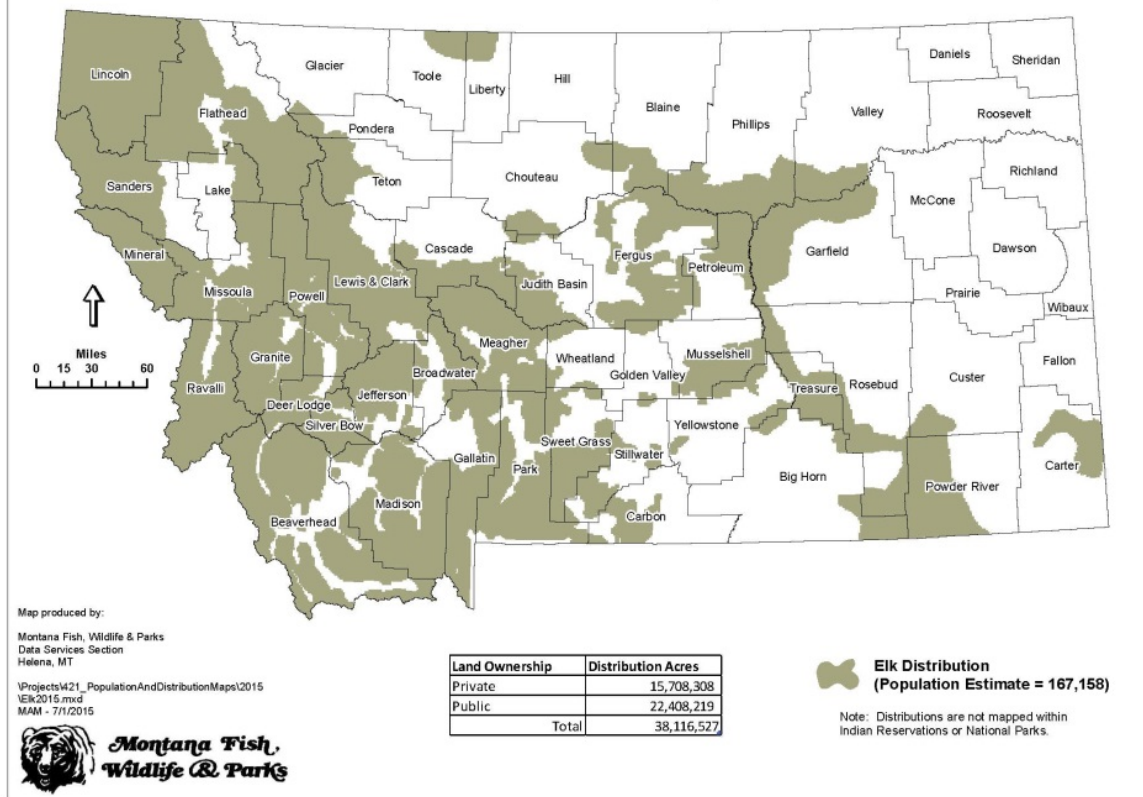 Lincoln
Flathead
Glacier
Toole
Liberty
Hill
Blaine
Phillips
Valley
Daniels
Sheridan
Roosevelt
Pondera
Teton
Chouteau
Richland
McCone
Sanders
Lake
Cascade
Fergus
Petroleum
Garfield
Dawson
Mineral
Missoula
Powell
Lewis & Clark
Judith Basin
Prairie
Wibaux
Miles
0 15 30 60
Granite
Meagher
Wheatland
Golden Valley
Musselshell
Treasure
Rosebud
Custer
Fallon
Ravalli
Deer Lodge
Silver Bow
Jefferson
Broadwater
Gallatin
Park
Sweet Grass
Stillwater
Yellowstone
Big Horn
Powder River
Carter
Beaverhead
Madison
Carbon
Map produced by:
Montana Fish, Wildlife & Parks
Data Services Section
Helena, MT
\Projects\421_PopulationAndDistributionMaps\2015
\Elk2015.mxd
MAM - 7/1/2015
Montana Fish,
Wildlife & Parks
Land Ownership Distribution Acres
Private 15,708,308
Public 22,408,219
Total 38,116,527
Elk Distribution
(Population Estimate = 167,158)
Note: Distributions are not mapped within
Indian Reservations or National Parks.